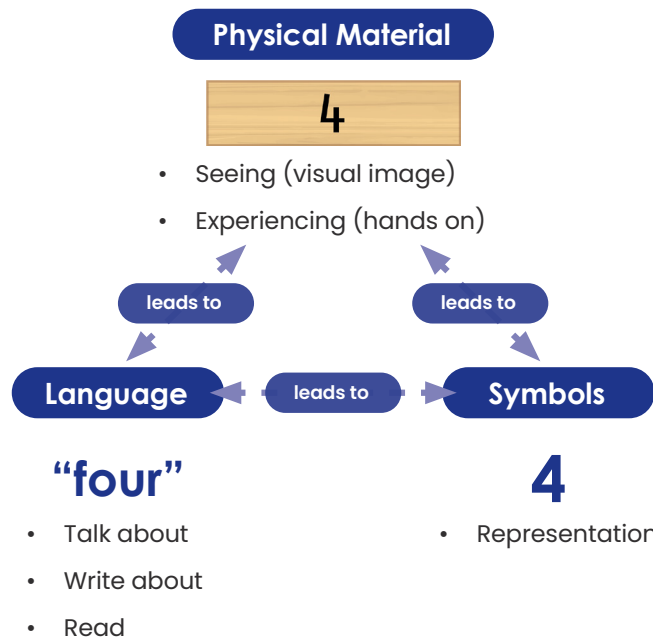 Physical Material
4
• Seeing (visual image)
• Experiencing (hands on)
leads to
leads to
Language
leads to
Symbols
“four”
4
• Talk about
• Representation
• Write about
• Read